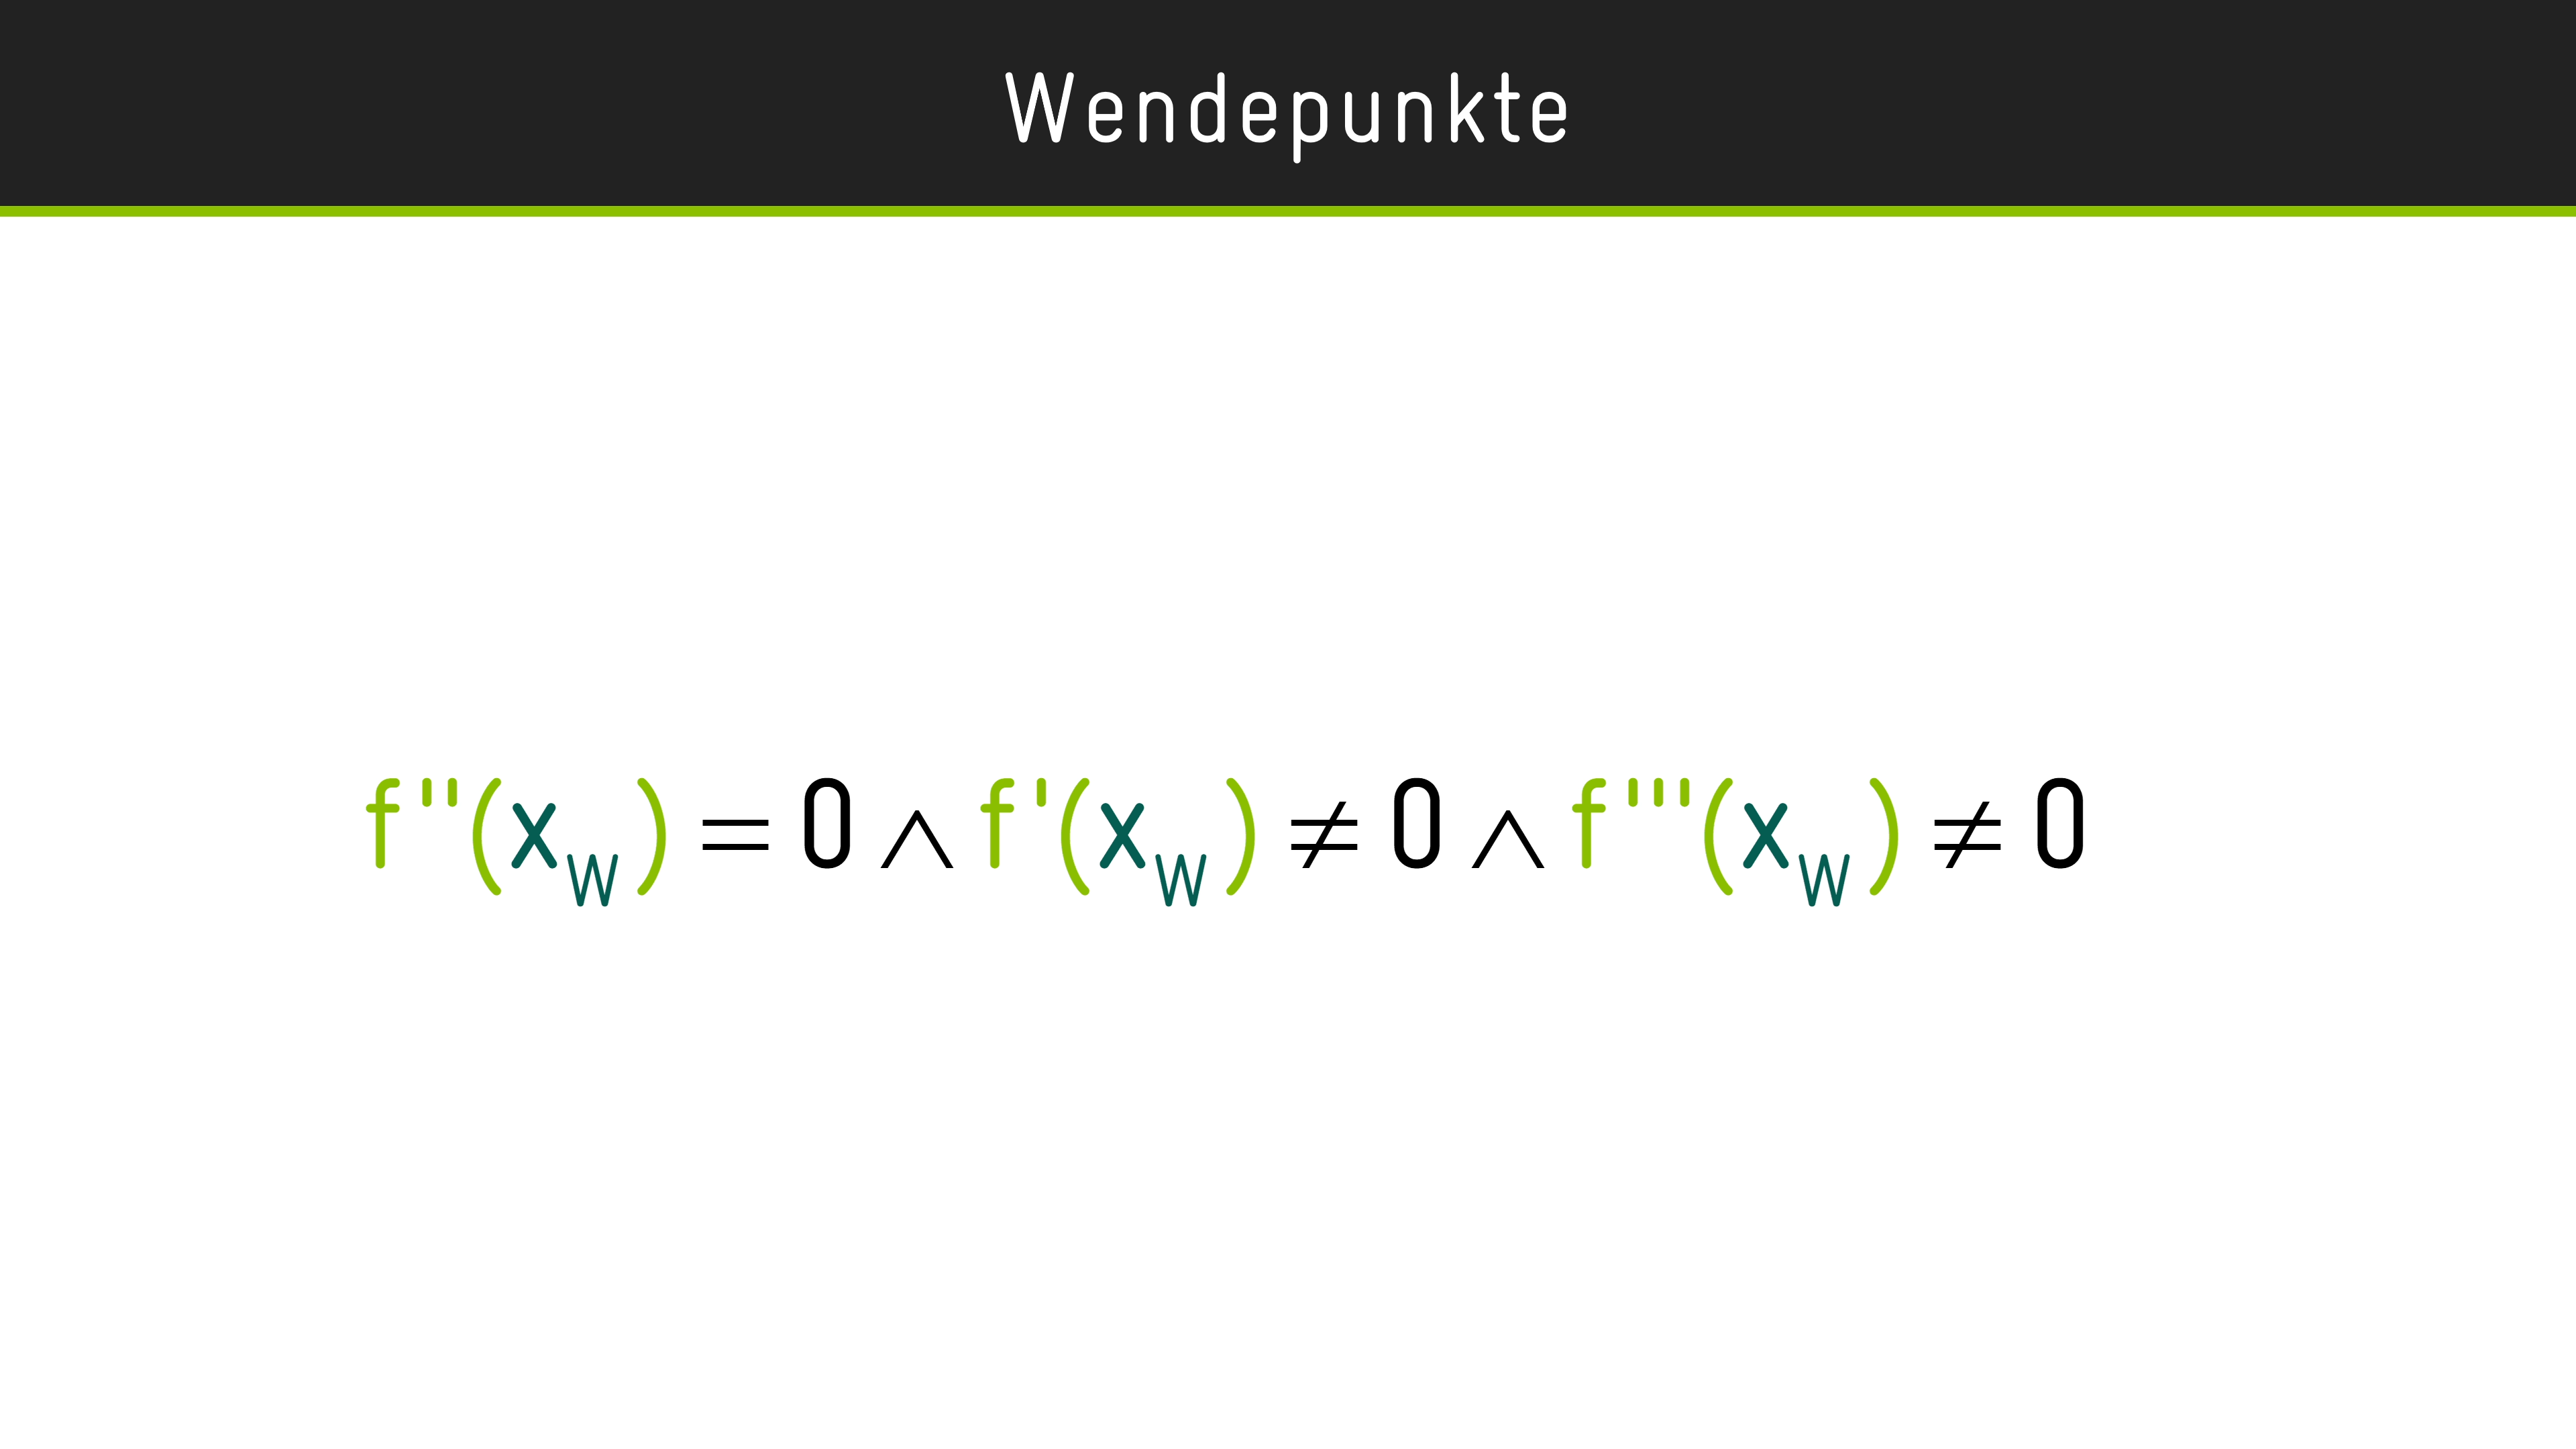 Wendepunkte
f''(x_W) = 0 ∧ f'(x_W) ≠ 0 ∧ f'''(x_W) ≠ 0